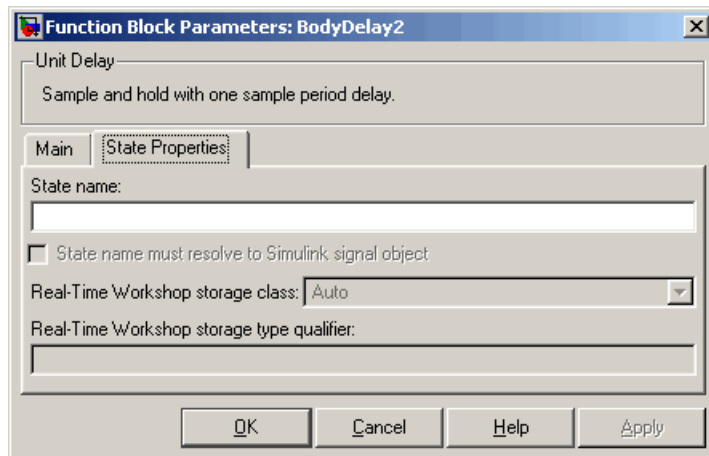 Function Block Parameters: BodyDelay2
Unit Delay
Sample and hold with one sample period delay.
Main State Properties
State name:
State name must resolve to Simulink signal object
Real-Time Workshop storage class: Auto
Real-Time Workshop storage type qualifier:
OK Cancel Help Apply